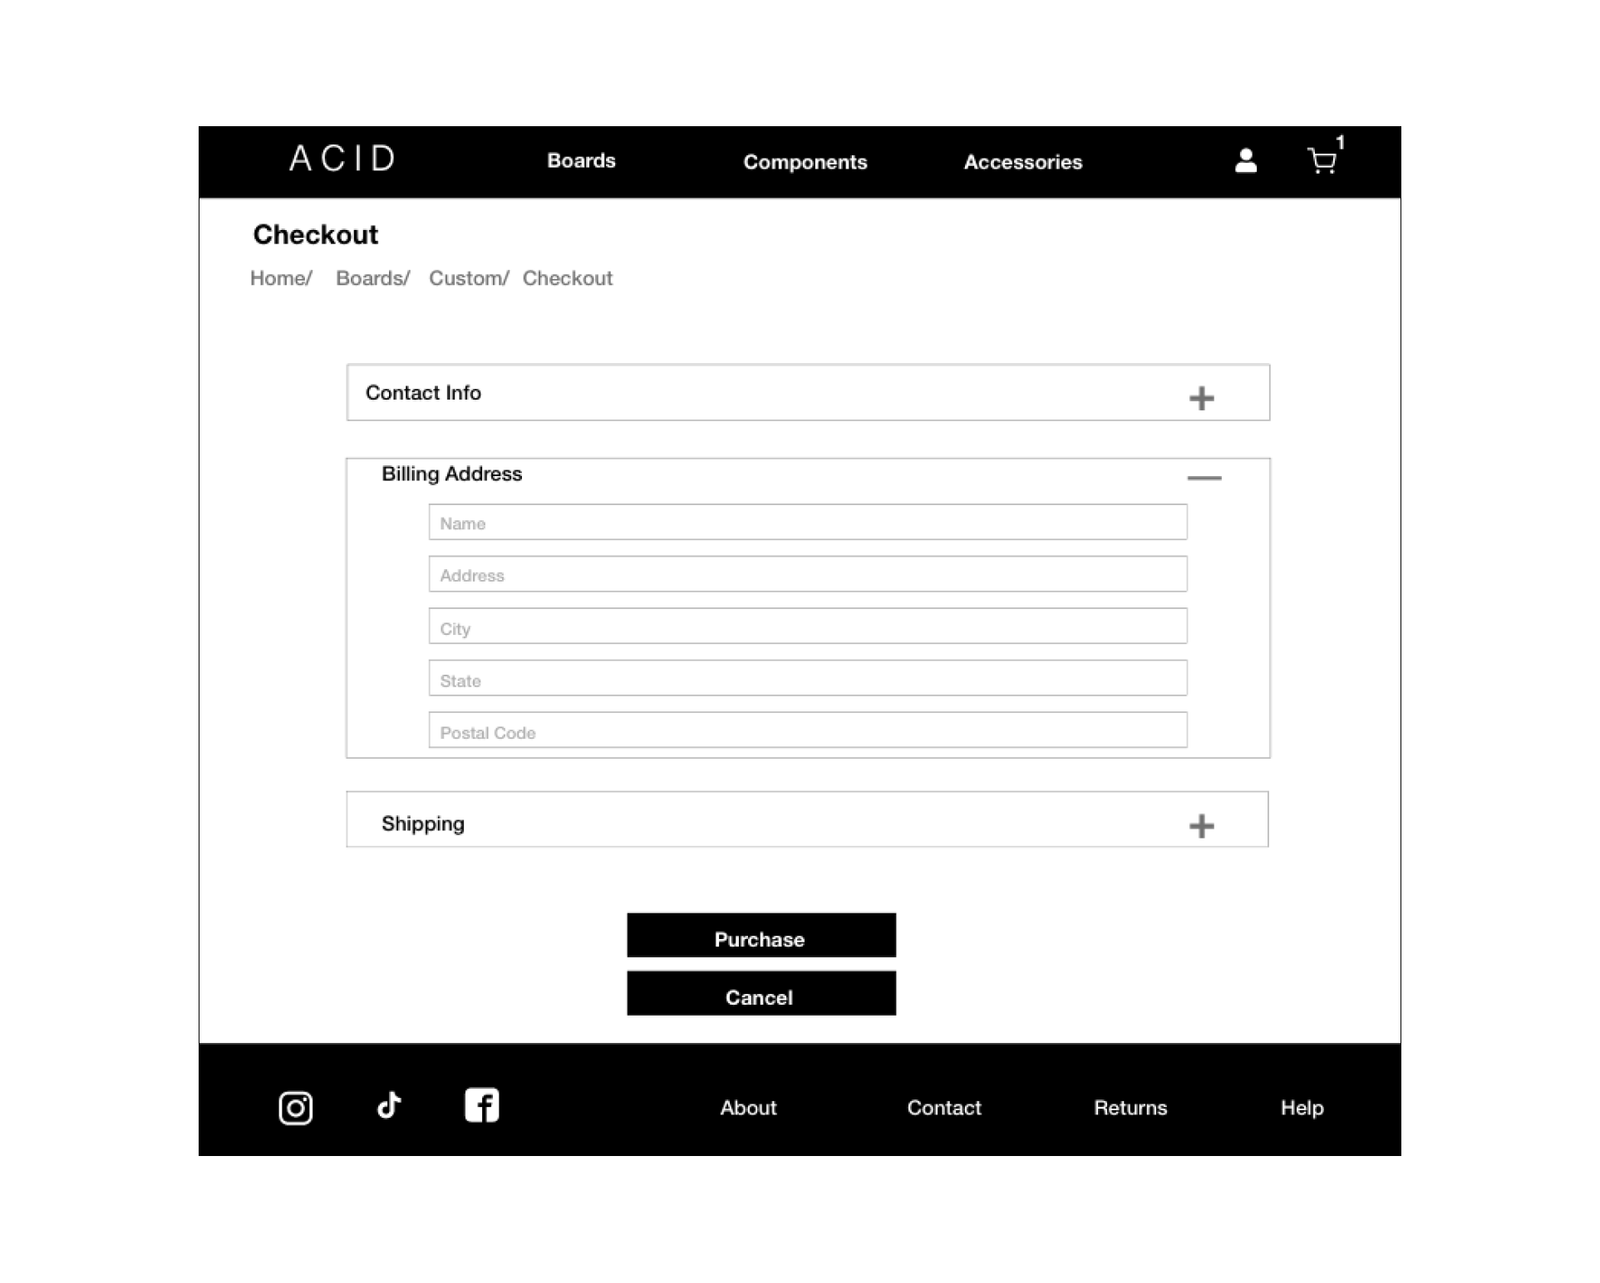 ACID Boards Components Accessories 1
Checkout
Home/ Boards/ Custom/ Checkout
Contact Info
Billing Address
Name
Address
City
State
Postal Code
Shipping
Purchase
Cancel
About Contact Returns Help